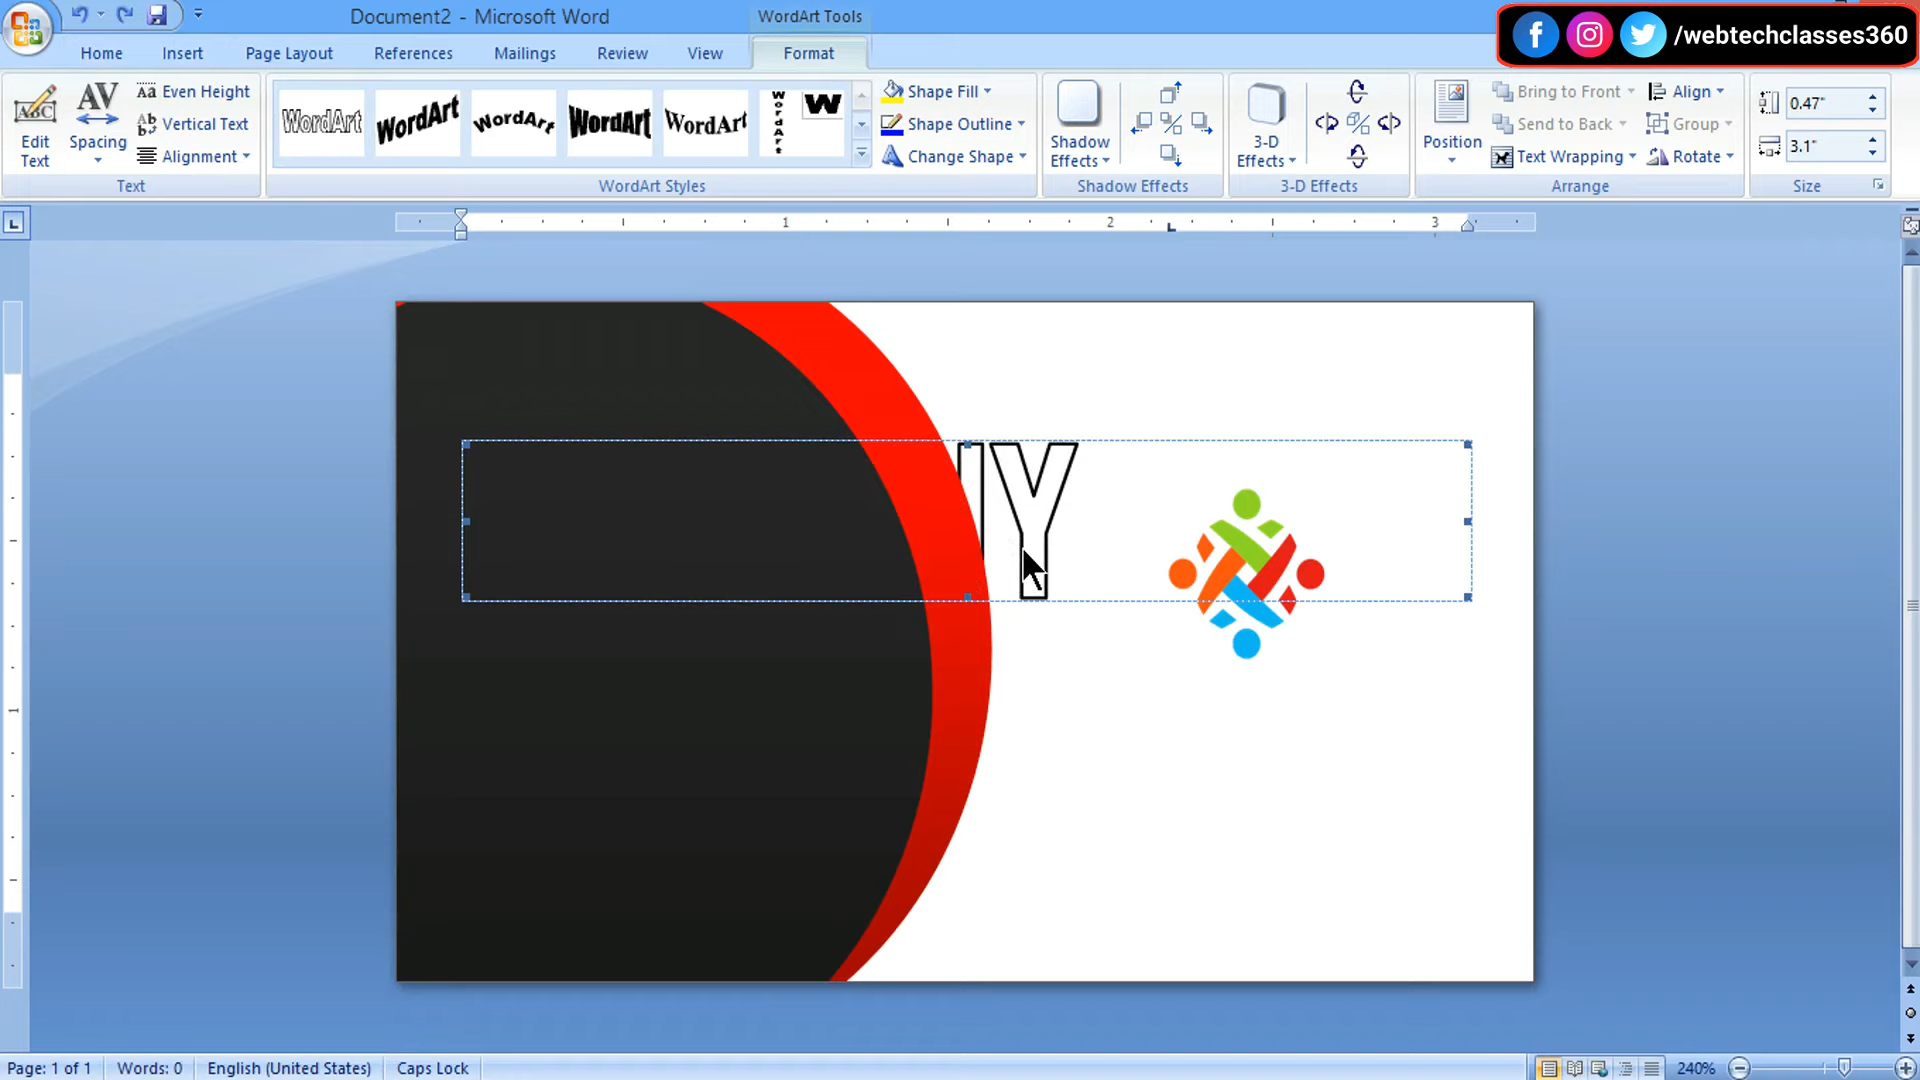 Document2 - Microsoft Word
WordArt Tools
/webtechclasses360
Home Insert Page Layout References Mailings Review View Format
Edit Text
Spacing
Even Height
Vertical Text
Alignment
Text
WordArt WordArt WordArt WordArt WordArt WordArt W
WordArt Styles
Shape Fill
Shape Outline
Change Shape
Shadow Effects
Shadow Effects
3-D Effects
3-D Effects
Position
Bring to Front
Send to Back
Text Wrapping
Align
Group
Rotate
Arrange
0.47"
3.1"
Size
1 2 3
IY
1
Page: 1 of 1 Words: 0 English (United States) Caps Lock 240%